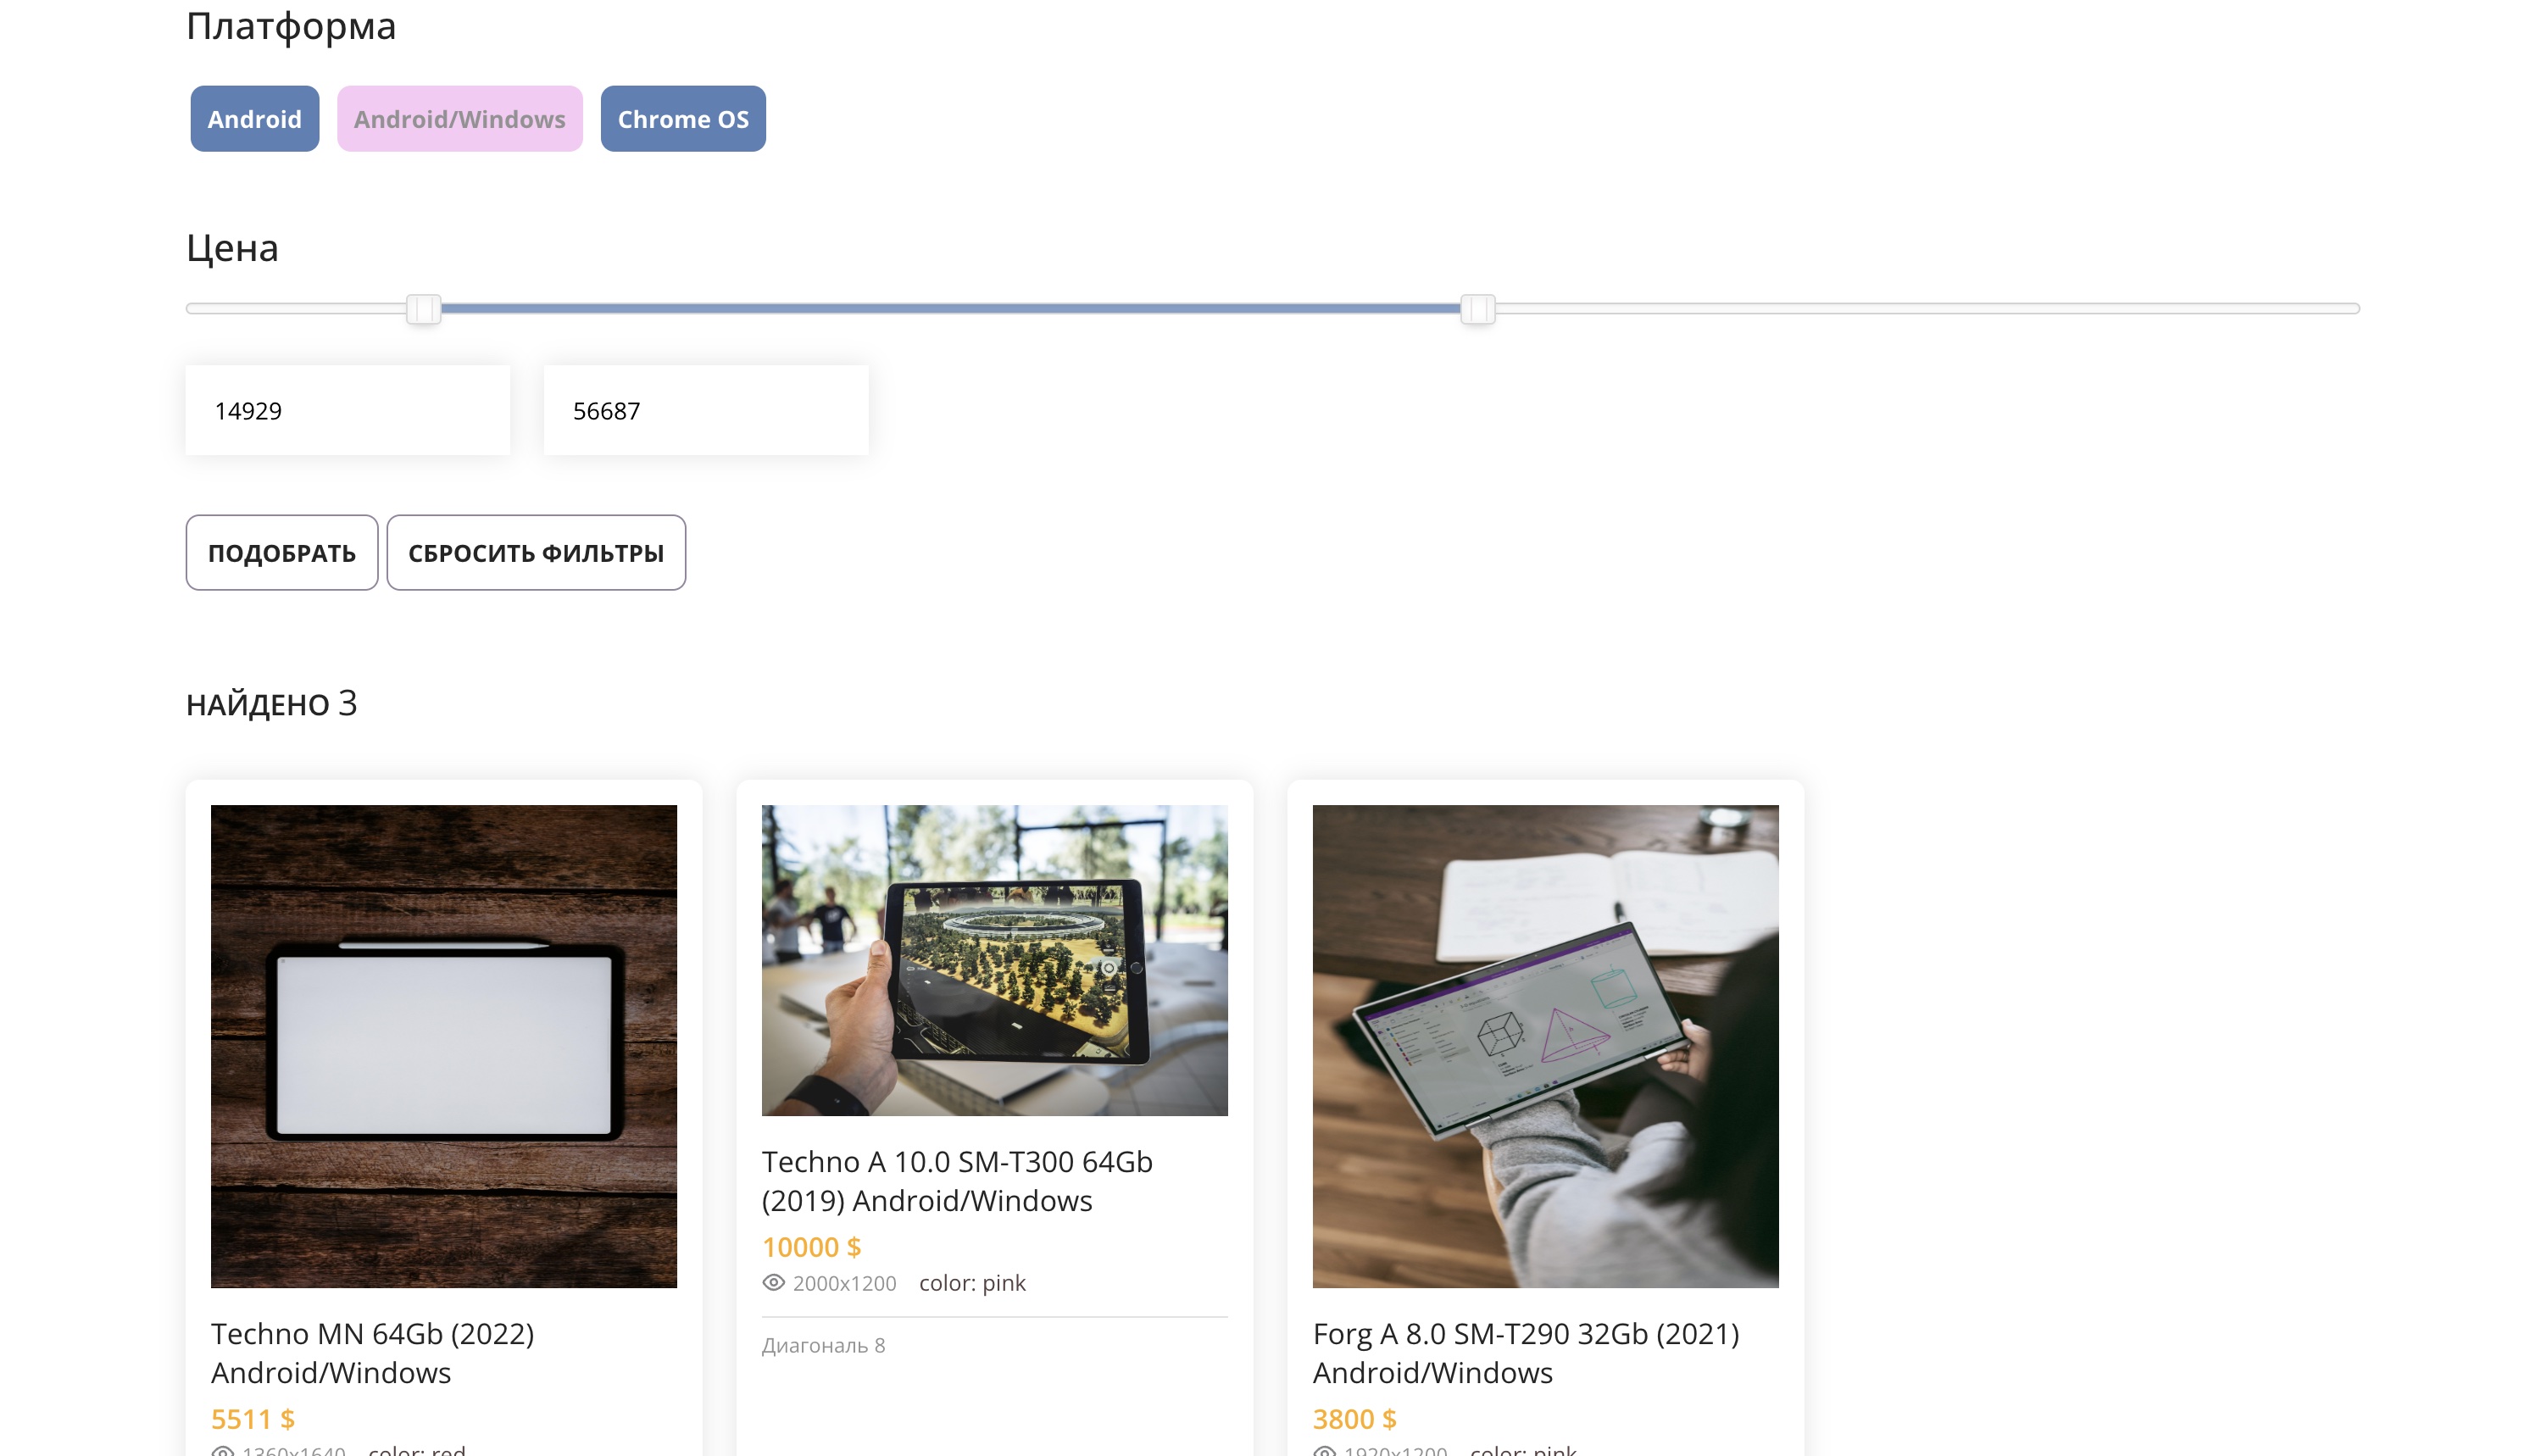 Платформа
Android
Android/Windows
Chrome OS
Цена
14929
56687
ПОДОБРАТЬ
СБРОСИТЬ ФИЛЬТРЫ
НАЙДЕНО 3
Techno MN 64Gb (2022)
Android/Windows
5511 $
1360x1640 color: red
Techno A 10.0 SM-T300 64Gb
(2019) Android/Windows
10000 $
2000x1200 color: pink
Диагональ 8
Forg A 8.0 SM-T290 32Gb (2021)
Android/Windows
3800 $
1920x1200 color: pink